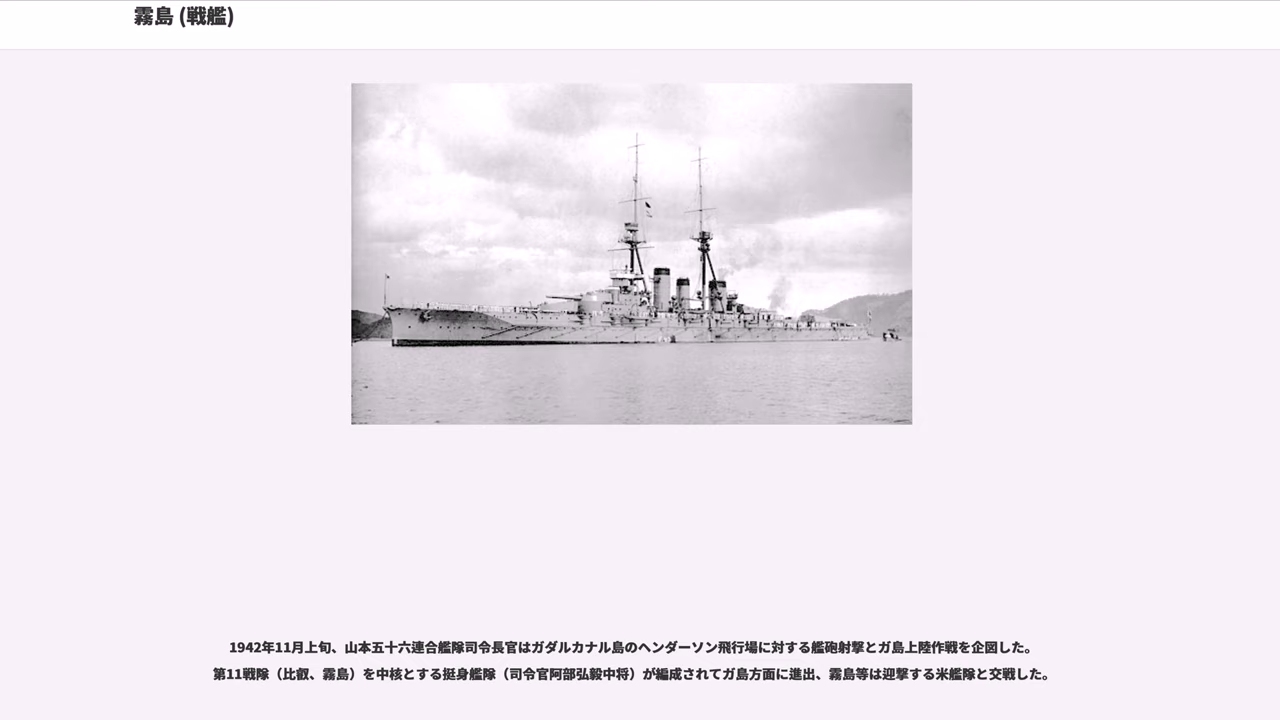 霧島 (戦艦)
1942年11月上旬、山本五十六連合艦隊司令長官はガダルカナル島のヘンダーソン飛行場に対する艦砲射撃とガ島上陸作戦を企図した。
第11戦隊（比叡、霧島）を中核とする挺身艦隊（司令官阿部弘毅中将）が編成されてガ島方面に進出、霧島等は迎撃する米艦隊と交戦した。